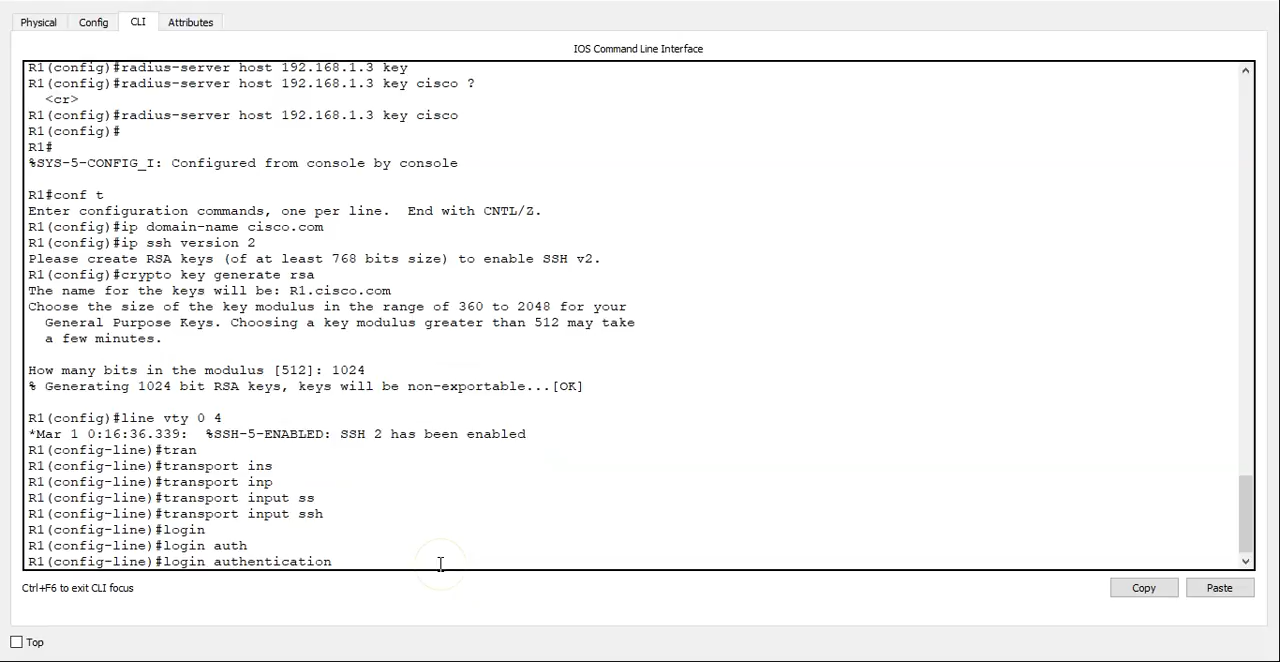 Physical
Config
CLI
Attributes
IOS Command Line Interface
R1(config)#radius-server host 192.168.1.3 key
R1(config)#radius-server host 192.168.1.3 key cisco ?
  <cr>
R1(config)#radius-server host 192.168.1.3 key cisco
R1(config)#
R1#
%SYS-5-CONFIG_I: Configured from console by console
R1#conf t
Enter configuration commands, one per line.  End with CNTL/Z.
R1(config)#ip domain-name cisco.com
R1(config)#ip ssh version 2
Please create RSA keys (of at least 768 bits size) to enable SSH v2.
R1(config)#crypto key generate rsa
The name for the keys will be: R1.cisco.com
Choose the size of the key modulus in the range of 360 to 2048 for your
  General Purpose Keys. Choosing a key modulus greater than 512 may take
  a few minutes.
How many bits in the modulus [512]: 1024
% Generating 1024 bit RSA keys, keys will be non-exportable...[OK]
R1(config)#line vty 0 4
*Mar 1 0:16:36.339:  %SSH-5-ENABLED: SSH 2 has been enabled
R1(config-line)#tran
R1(config-line)#transport ins
R1(config-line)#transport inp
R1(config-line)#transport input ss
R1(config-line)#transport input ssh
R1(config-line)#login
R1(config-line)#login auth
R1(config-line)#login authentication
Ctrl+F6 to exit CLI focus
Copy
Paste
Top